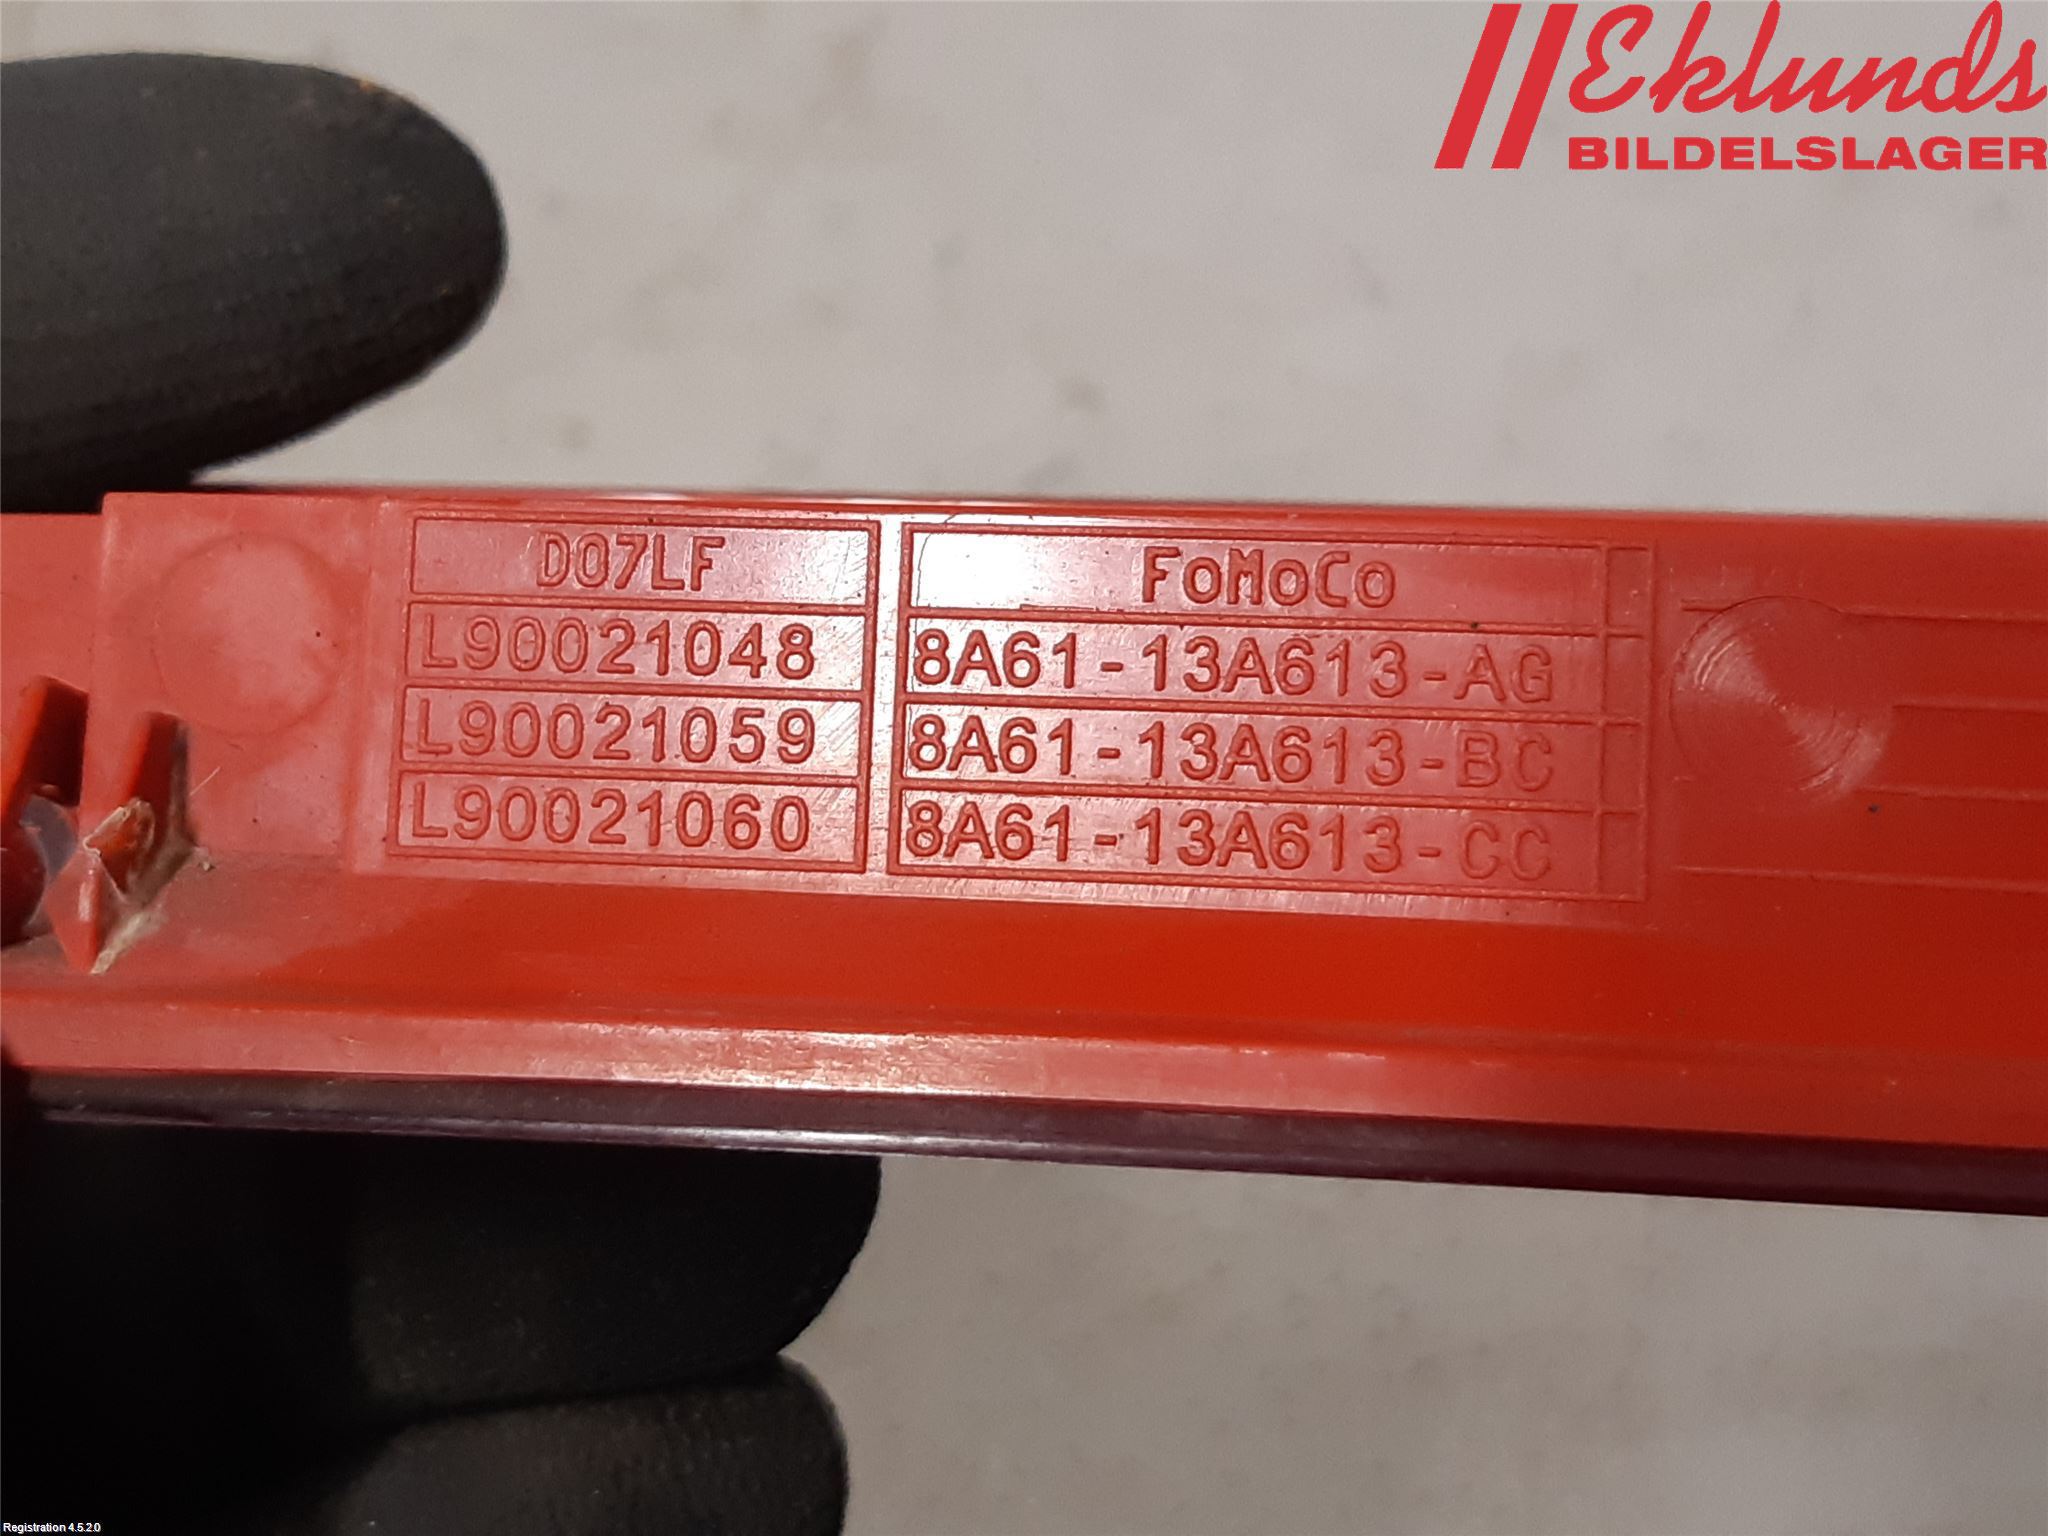 Eklunds
BILDELSLAGER
D07LF
L90021048
L90021059
L90021060
FoMoCo
8A61-13A613-AG
8A61-13A613-BC
8A61-13A613-CC
Registration 4.5.2.0